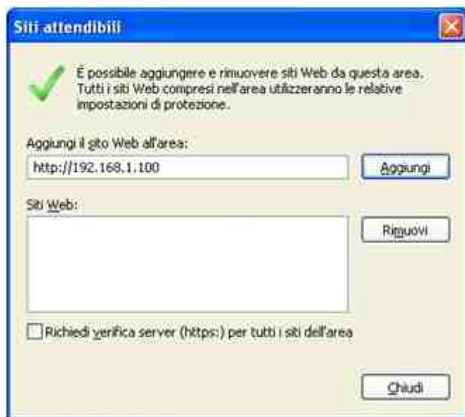 Siti attendibili
É possibile aggiungere e rimuovere siti Web da questa area.
Tutti i siti Web compresi nell'area utilizzeranno le relative
impostazioni di protezione.
Aggiungi il sito Web all'area:
http://192.168.1.100
Aggiungi
Siti Web:
Rimuovi
Richiedi verifica server (https:) per tutti i siti dell'area
Chiudi